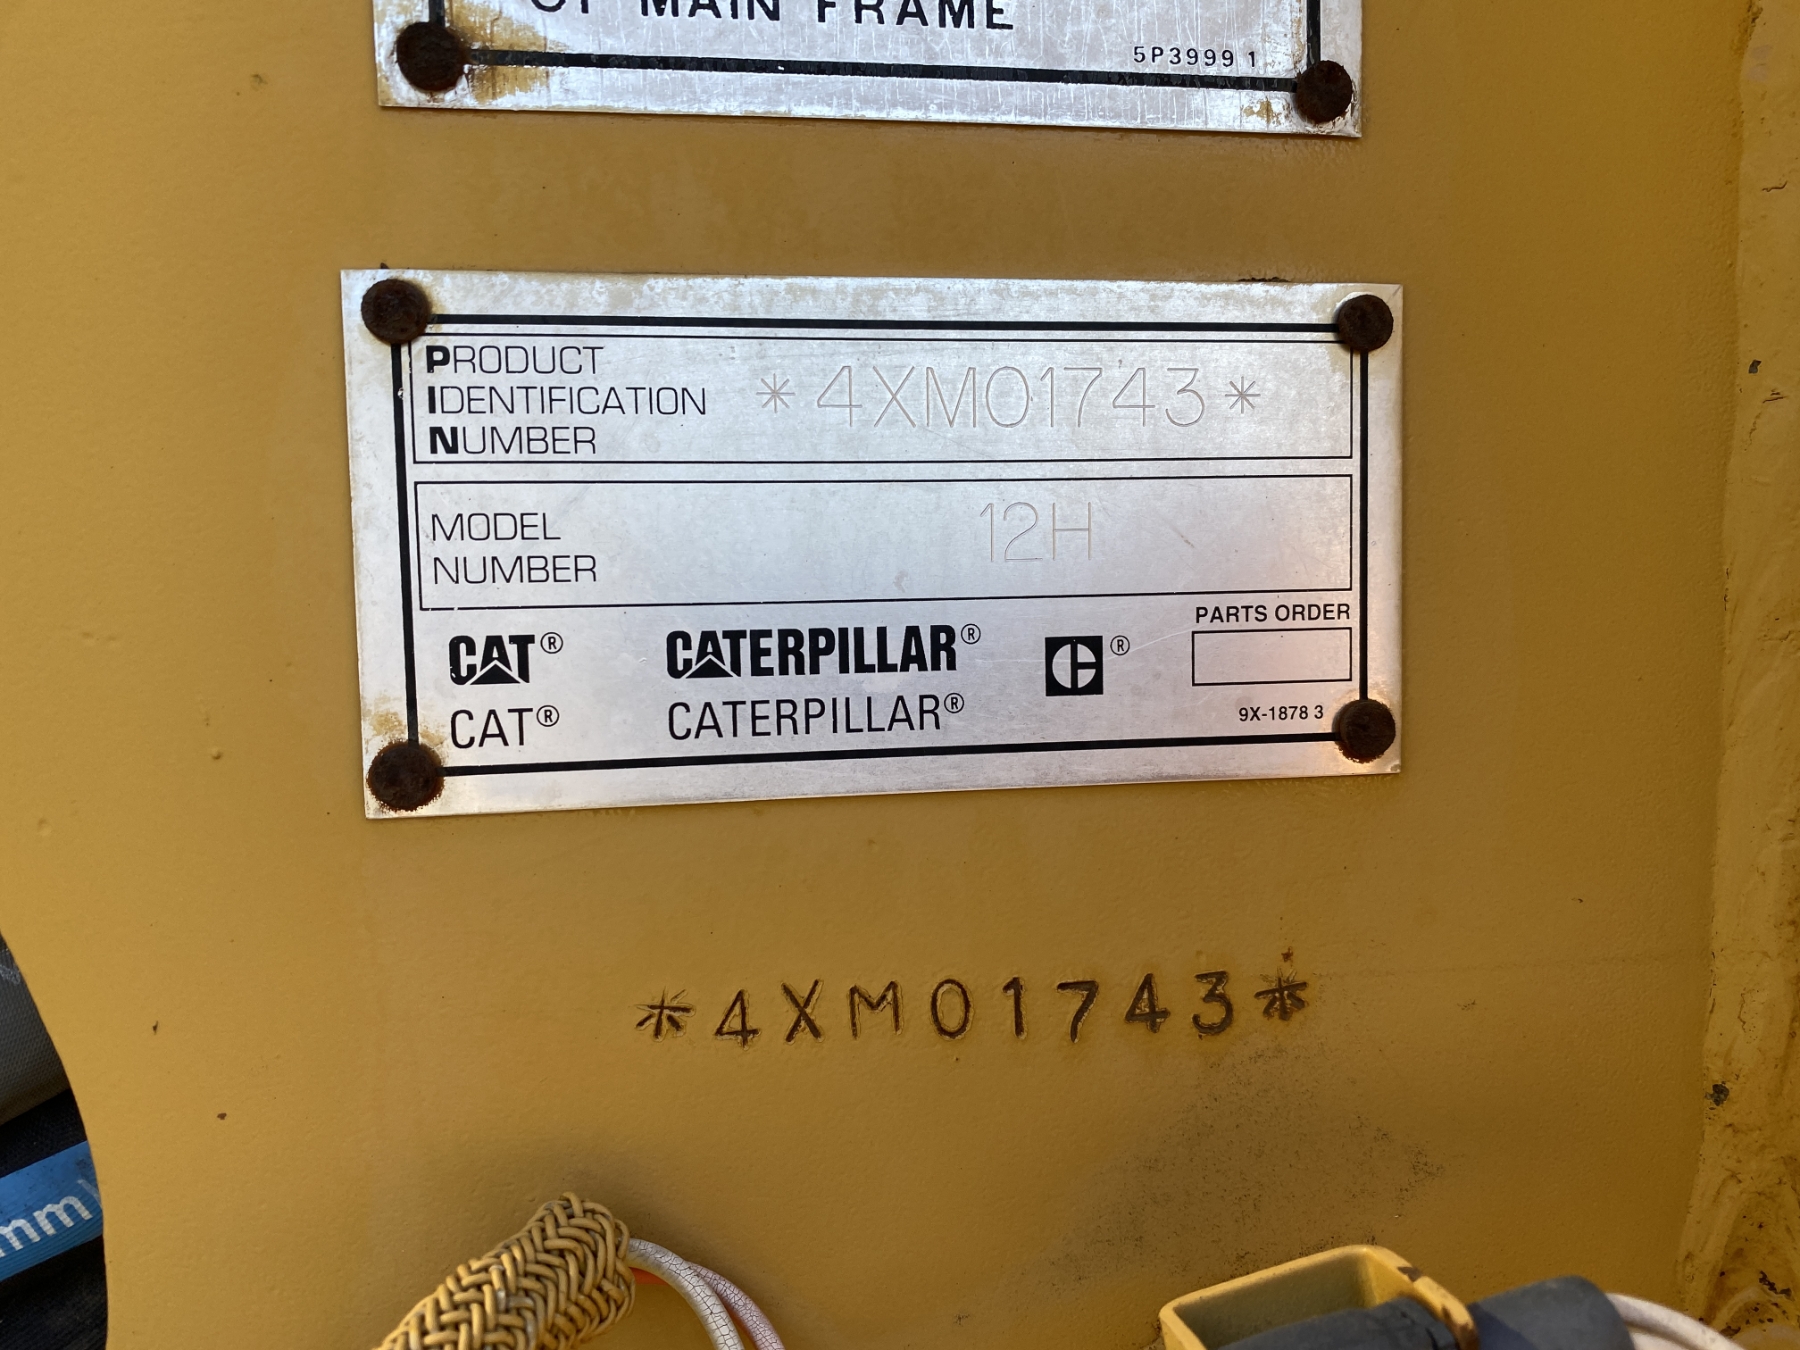 OF MAIN FRAME
5P3999 1
PRODUCT
IDENTIFICATION
NUMBER
*4XM01743*
MODEL
NUMBER
12H
PARTS ORDER
CAT® CATERPILLAR® ®
CAT® CATERPILLAR®
9X-1878 3
*4XM01743*
mm